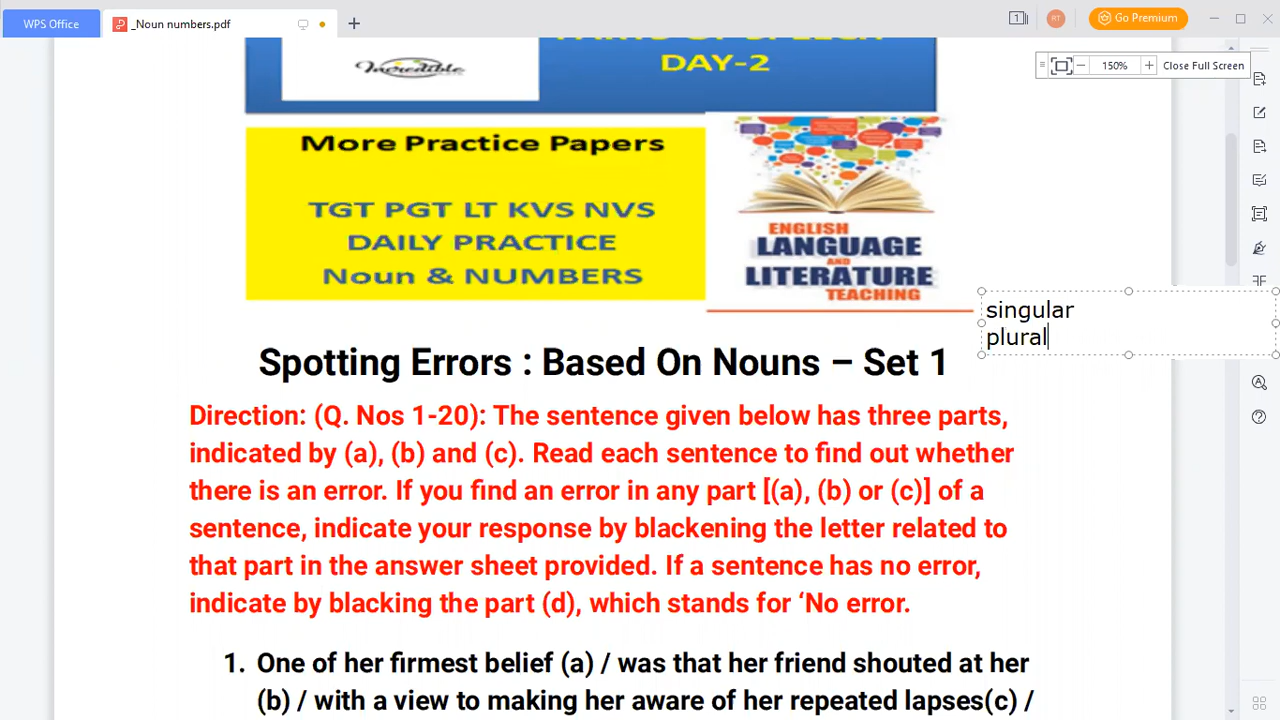 WPS Office
_Noun numbers.pdf
1
RT
Go Premium
150%
Close Full Screen
DAY-2
Incredible
More Practice Papers
TGT PGT LT KVS NVS
DAILY PRACTICE
Noun & NUMBERS
ENGLISH
LANGUAGE
AND
LITERATURE
TEACHING
singular
plural
Spotting Errors : Based On Nouns – Set 1
Direction: (Q. Nos 1-20): The sentence given below has three parts,
indicated by (a), (b) and (c). Read each sentence to find out whether
there is an error. If you find an error in any part [(a), (b) or (c)] of a
sentence, indicate your response by blackening the letter related to
that part in the answer sheet provided. If a sentence has no error,
indicate by blacking the part (d), which stands for ‘No error.
1. One of her firmest belief (a) / was that her friend shouted at her
(b) / with a view to making her aware of her repeated lapses(c) /